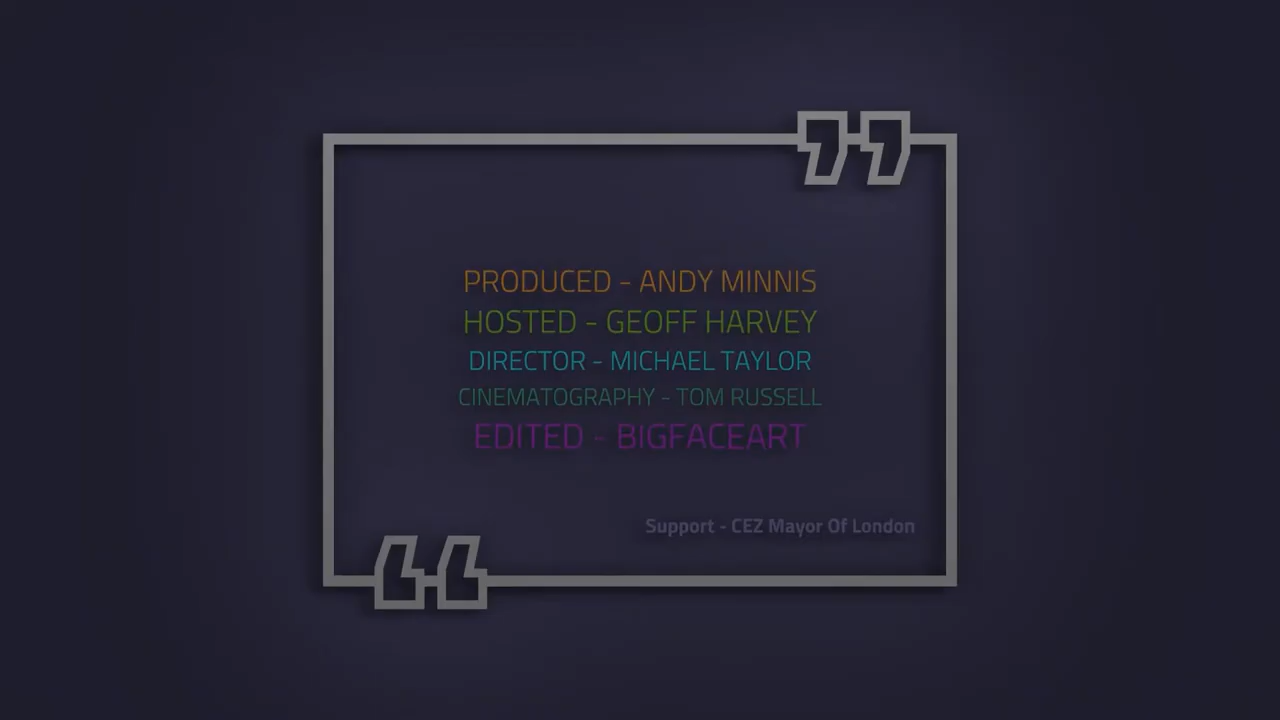 PRODUCED - ANDY MINNIS
HOSTED - GEOFF HARVEY
DIRECTOR - MICHAEL TAYLOR
CINEMATOGRAPHY - TOM RUSSELL
EDITED - BIGFACEART
Support - CEZ Mayor Of London